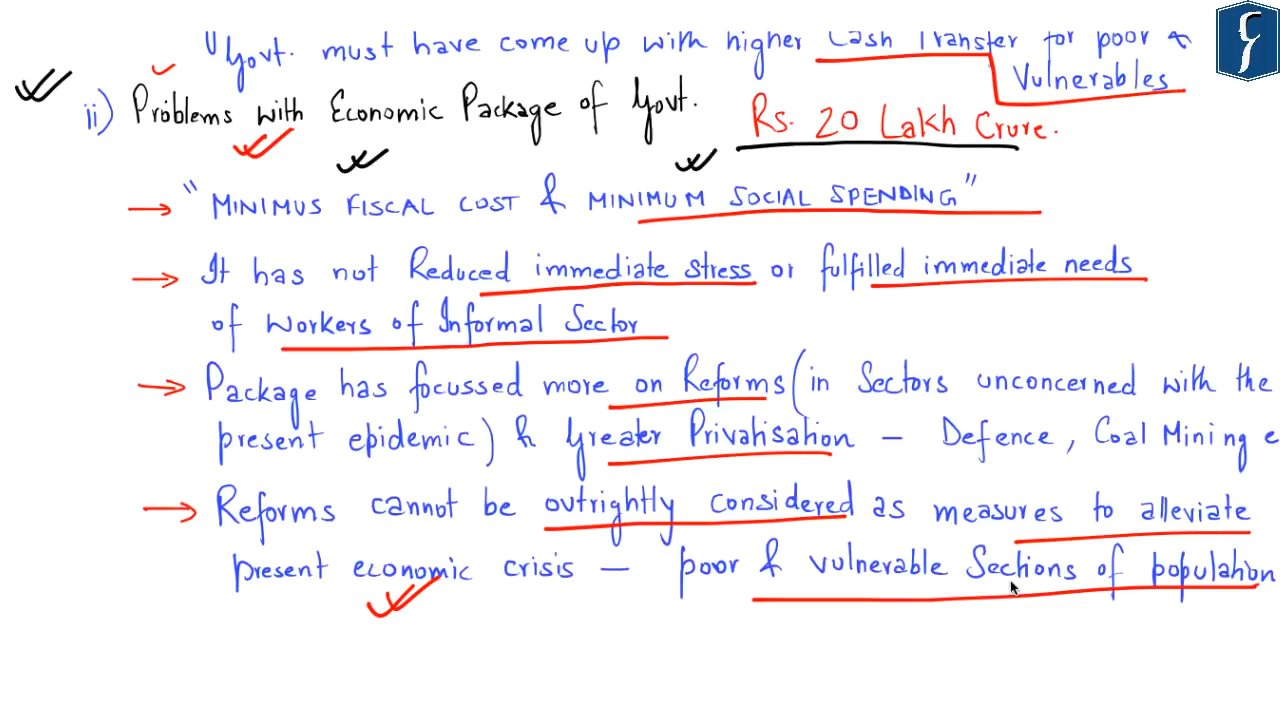 Govt. must have come up with higher Cash Transfer for poor &
Vulnerables
ii) Problems with Economic Package of Govt. Rs. 20 Lakh Crure.
→ "MINIMUS FISCAL COST & MINIMUM SOCIAL SPENDING"
→ It has not Reduced immediate stress or fulfilled immediate needs
of workers of Informal Sector
→ Package has focussed more on Reforms (in Sectors unconcerned with the
present epidemic) & Greater Privatisation – Defence, Coal Mining e
→ Reforms cannot be outrightly considered as measures to alleviate
present economic crisis – poor & vulnerable Sections of population